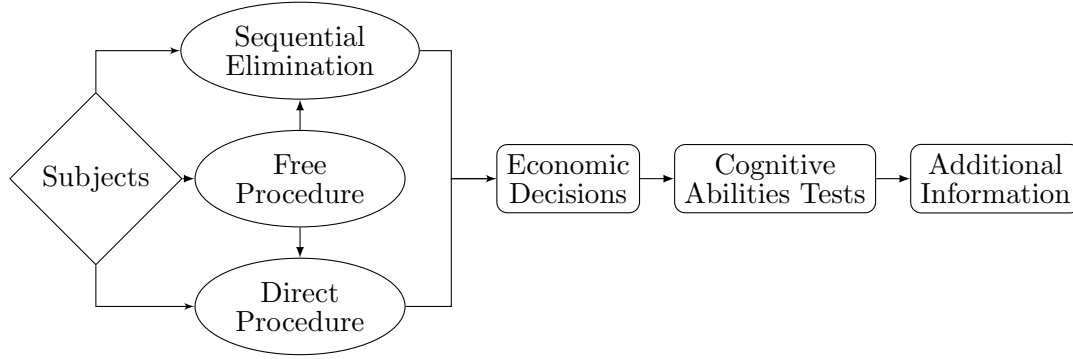 Sequential
Elimination
Subjects
Free
Procedure
Direct
Procedure
Economic
Decisions
Cognitive
Abilities Tests
Additional
Information